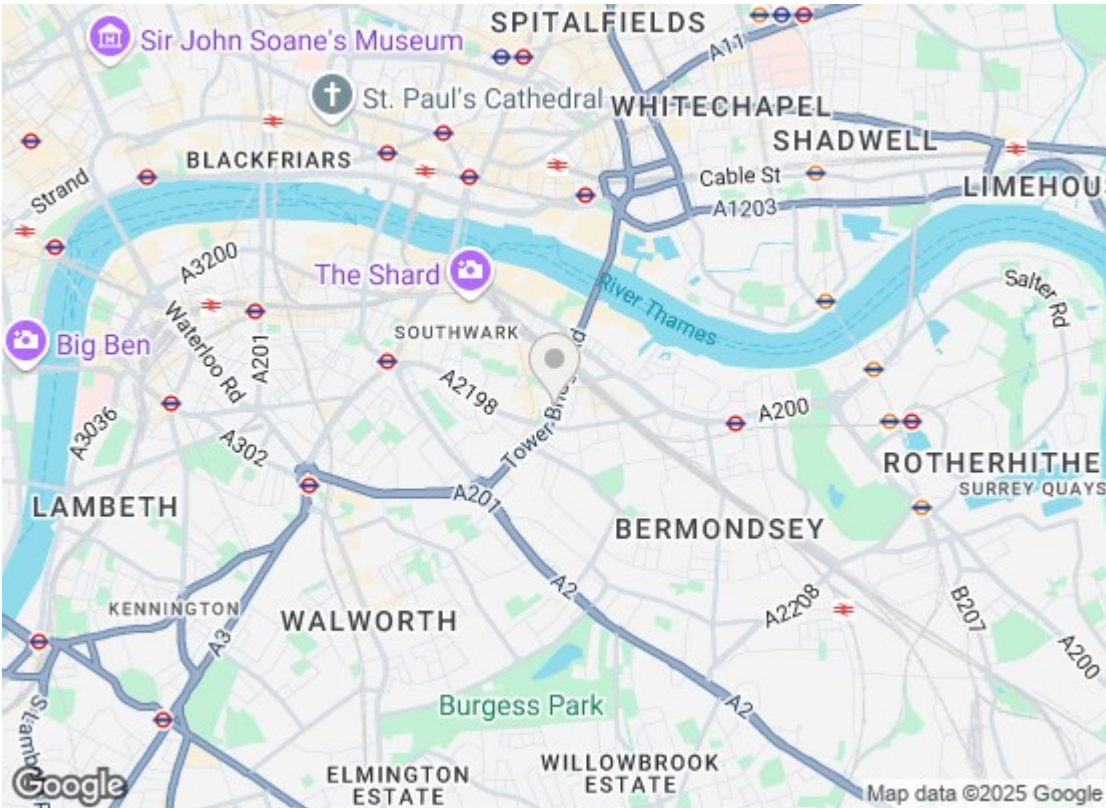 SPITALFIELDS
A11
Sir John Soane's Museum
St. Paul's Cathedral
WHITECHAPEL
SHADWELL
BLACKFRIARS
Cable St
Strand
LIMEHOUS
A1203
A3200
The Shard
River Thames
Salter Rd
Waterloo Rd
SOUTHWARK
A201
Big Ben
A2198
A200
A3036
A302
Tower Bri
d
ROTHERHITHE
SURREY QUAYS
LAMBETH
A201
BERMONDSEY
A2
A2208
B207
KENNINGTON
WALWORTH
A3
A200
Burgess Park
A2
WILLOWBROOK
ESTATE
ELMINGTON
ESTATE
Google
Map data ©2025 Google